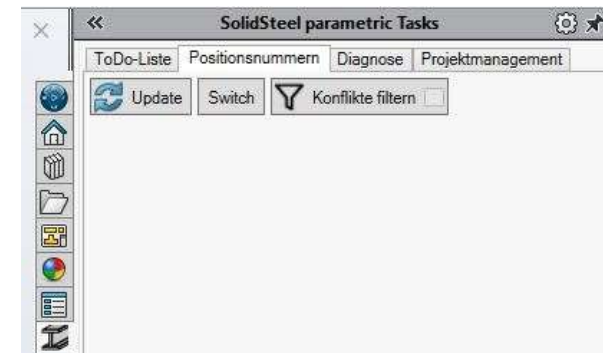 SolidSteel parametric Tasks
ToDo-Liste Positionsnummern Diagnose Projektmanagement
Update Switch Konflikte filtern